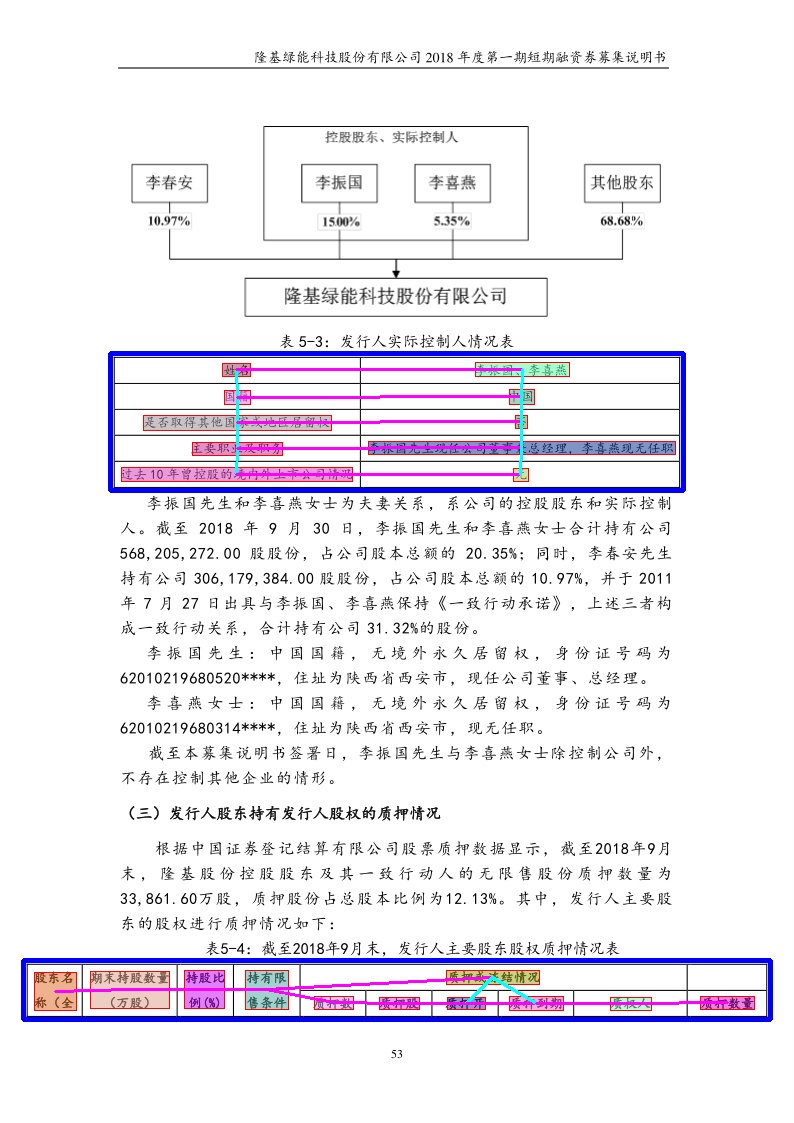 隆基绿能科技股份有限公司 2018 年度第一期短期融资券募集说明书
控股股东、实际控制人
李春安 李振国 李喜燕 其他股东
10.97% 15.00% 5.35% 68.68%
隆基绿能科技股份有限公司
表 5-3：发行人实际控制人情况表
姓名 李振国、李喜燕
国籍 中国
是否取得其他国家或地区居留权 否
主要职业及职务 李振国先生现任公司董事及总经理，李喜燕现无任职
过去 10 年曾控股的境内外上市公司情况 无
李振国先生和李喜燕女士为夫妻关系，系公司的控股股东和实际控制
人。截至 2018 年 9 月 30 日，李振国先生和李喜燕女士合计持有公司
568,205,272.00 股股份，占公司股本总额的 20.35%；同时，李春安先生
持有公司 306,179,384.00 股股份，占公司股本总额的 10.97%，并于 2011
年 7 月 27 日出具与李振国、李喜燕保持《一致行动承诺》，上述三者构
成一致行动关系，合计持有公司 31.32%的股份。
李振国先生：中国国籍，无境外永久居留权，身份证号码为
62010219680520****，住址为陕西省西安市，现任公司董事、总经理。
李喜燕女士：中国国籍，无境外永久居留权，身份证号码为
62010219680314****，住址为陕西省西安市，现无任职。
截至本募集说明书签署日，李振国先生与李喜燕女士除控制公司外，
不存在控制其他企业的情形。
（三）发行人股东持有发行人股权的质押情况
根据中国证券登记结算有限公司股票质押数据显示，截至2018年9月
末，隆基股份控股股东及其一致行动人的无限售股份质押数量为
33,861.60万股，质押股份占总股本比例为12.13%。其中，发行人主要股
东的股权进行质押情况如下：
表5-4：截至2018年9月末，发行人主要股东股权质押情况表
股东名 期末持股数量 持股比 持有限 质押或冻结情况
称（全 （万股） 例(%) 售条件 质押数 质押股 质押开 质押到期 质权人 质押数量
53